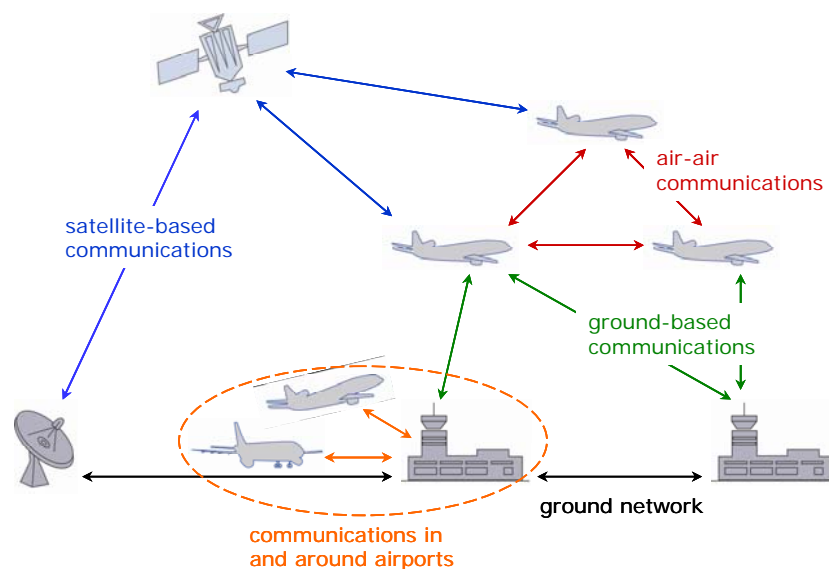 air-air
communications
satellite-based
communications
ground-based
communications
ground network
communications in
and around airports